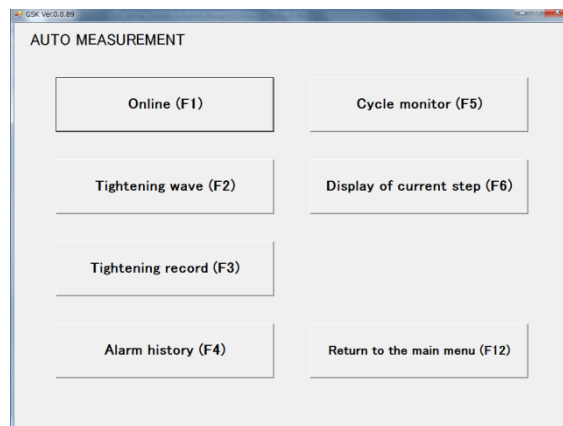 GSK Ver.0.0.89
AUTO MEASUREMENT
Online (F1)
Cycle monitor (F5)
Tightening wave (F2)
Display of current step (F6)
Tightening record (F3)
Alarm history (F4)
Return to the main menu (F12)